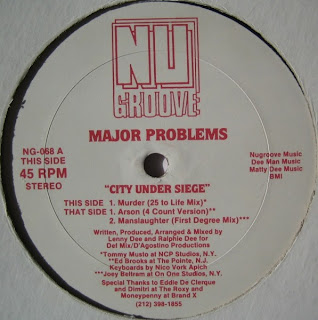 NU
GROOVE
MAJOR PROBLEMS
NG-068 A
THIS SIDE
45 RPM
STEREO
"CITY UNDER SIEGE"
THIS SIDE 1. Murder (25 to Life Mix)*
THAT SIDE 1. Arson (4 Count Version)**
2. Manslaughter (First Degree Mix)***
Nugroove Music
Dee Man Music
Matty Dee Music
BMI
Written, Produced, Arranged & Mixed by
Lenny Dee and Ralphie Dee for
Def Mix/D'Agostino Productions
*Tommy Musto at NCP Studios, N.Y.
**Ed Brooks at The Pointe, N.J.
Keyboards by Nico York Apich
***Joey Beltram at On On Studios, N.Y.
Special Thanks to Eddie De Clerque
and Dimitri at The Roxy and
Moneypenny at Brand X
(212) 398-1855